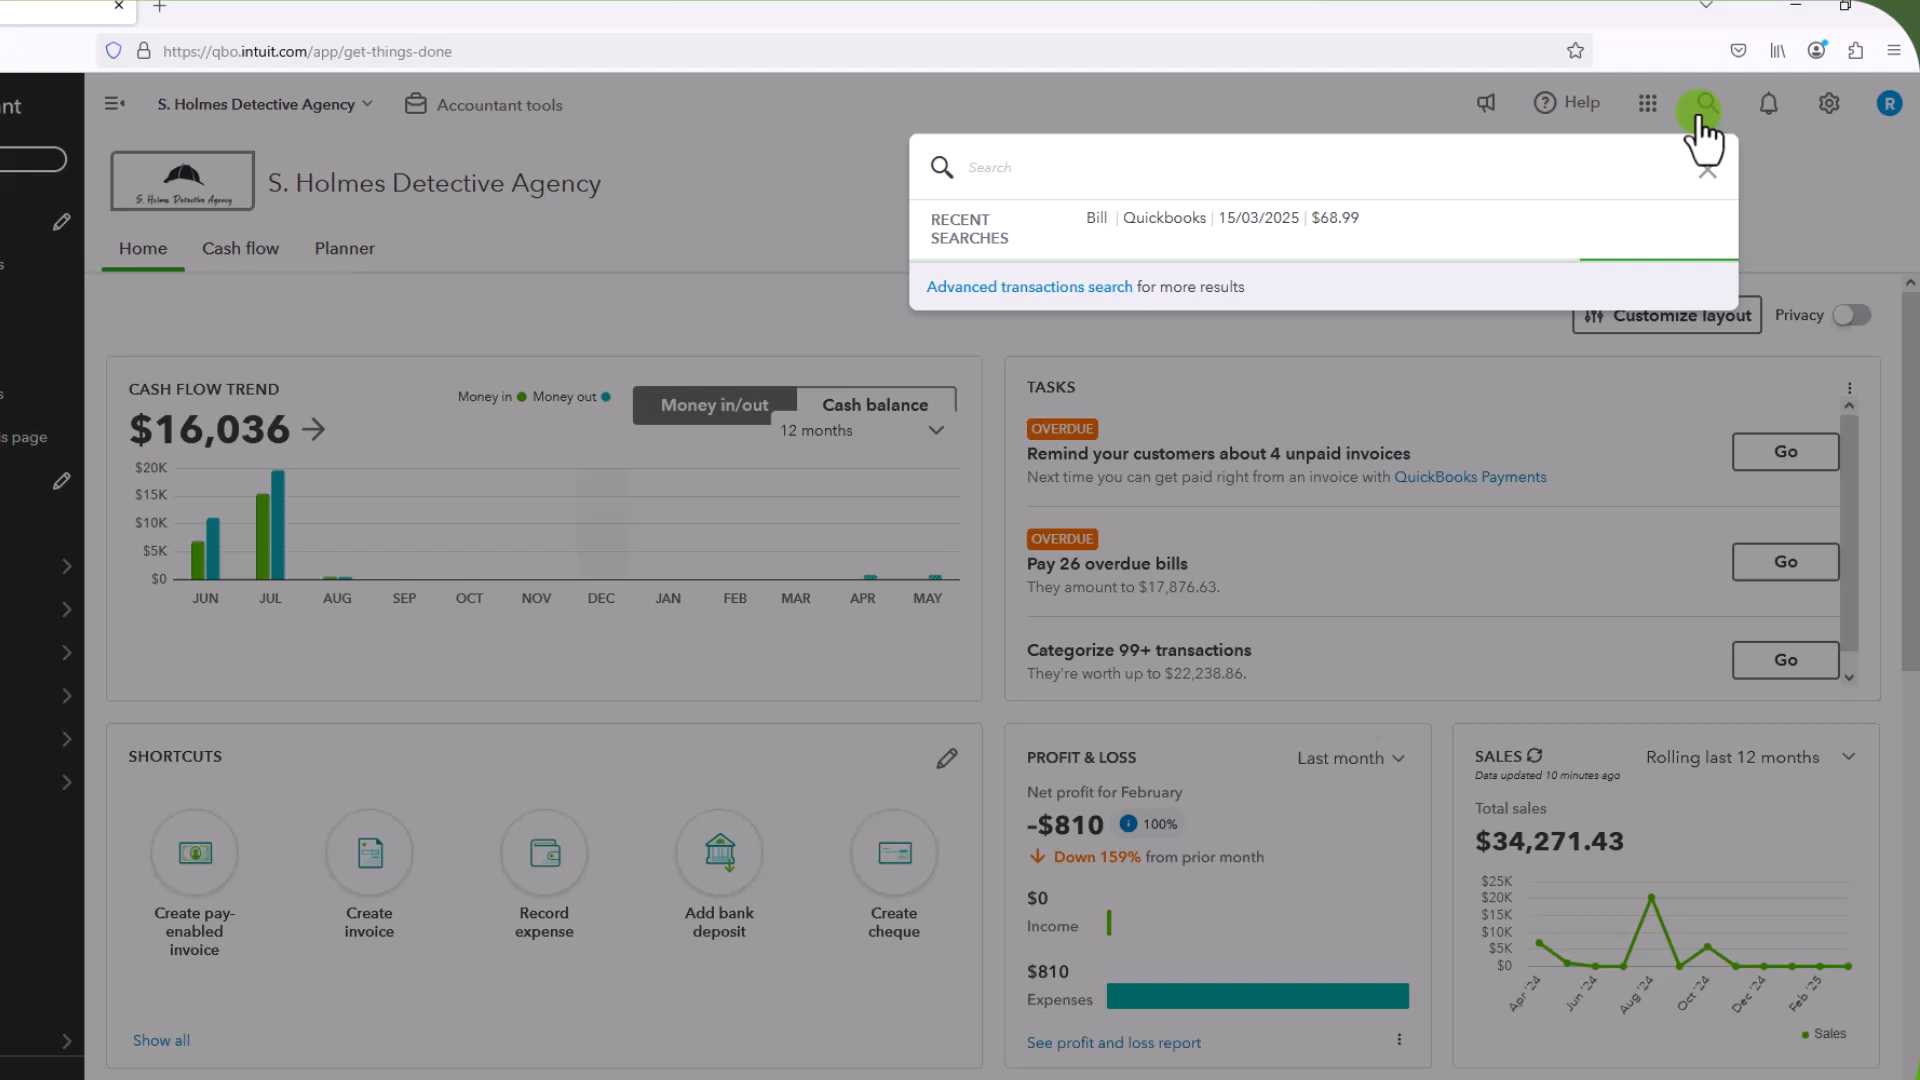 https://qbo.intuit.com/app/get-things-done
nt
S. Holmes Detective Agency
Accountant tools
Help
R
S. Holmes Detective Agency
S. Holmes Detective Agency
Search
RECENT SEARCHES
Bill | Quickbooks | 15/03/2025 | $68.99
Advanced transactions search for more results
Home
Cash flow
Planner
s
Customize layout
Privacy
s
is page
CASH FLOW TREND
$16,036
Money in
Money out
Money in/out
Cash balance
12 months
$20K
$15K
$10K
$5K
$0
JUN JUL AUG SEP OCT NOV DEC JAN FEB MAR APR MAY
TASKS
OVERDUE
Remind your customers about 4 unpaid invoices
Next time you can get paid right from an invoice with QuickBooks Payments
Go
OVERDUE
Pay 26 overdue bills
They amount to $17,876.63.
Go
Categorize 99+ transactions
They're worth up to $22,238.86.
Go
SHORTCUTS
Create pay-
enabled
invoice
Create
invoice
Record
expense
Add bank
deposit
Create
cheque
Show all
PROFIT & LOSS
Last month
Net profit for February
-$810
100%
Down 159% from prior month
$0
Income
$810
Expenses
See profit and loss report
SALES
Data updated 10 minutes ago
Rolling last 12 months
Total sales
$34,271.43
$25K
$20K
$15K
$10K
$5K
$0
Apr '24 Jun '24 Aug '24 Oct '24 Dec '24 Feb '25
Sales